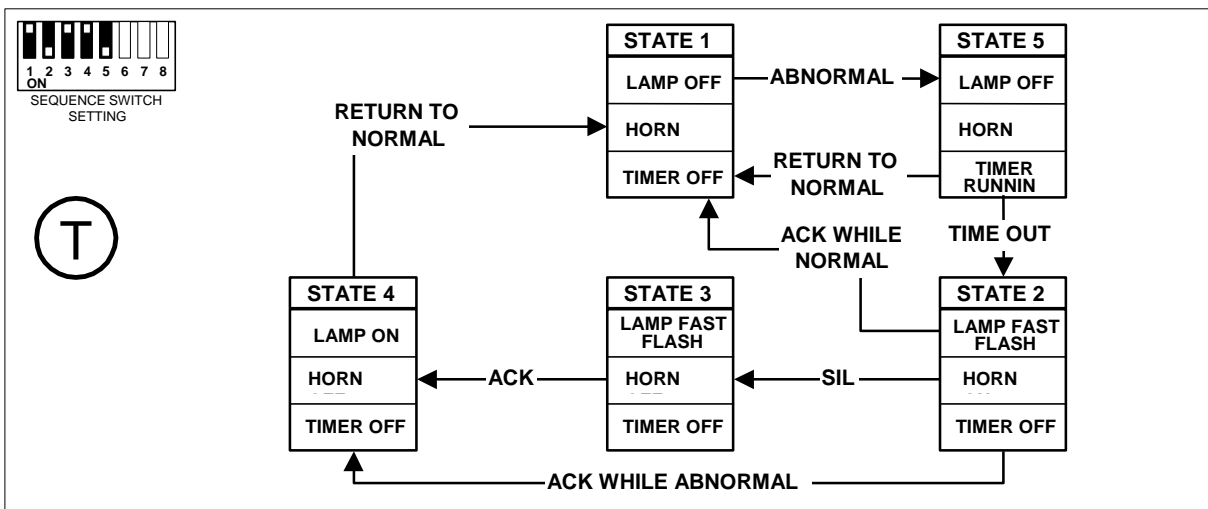 1 2 3 4 5 6 7 8
ON
SEQUENCE SWITCH
SETTING
T
STATE 1
LAMP OFF
HORN
TIMER OFF
ABNORMAL
STATE 5
LAMP OFF
HORN
TIMER
RUNNIN
RETURN TO
NORMAL
RETURN TO
NORMAL
ACK WHILE
NORMAL
TIME OUT
STATE 4
LAMP ON
HORN
TIMER OFF
ACK
STATE 3
LAMP FAST
FLASH
HORN
TIMER OFF
SIL
STATE 2
LAMP FAST
FLASH
HORN
TIMER OFF
ACK WHILE ABNORMAL